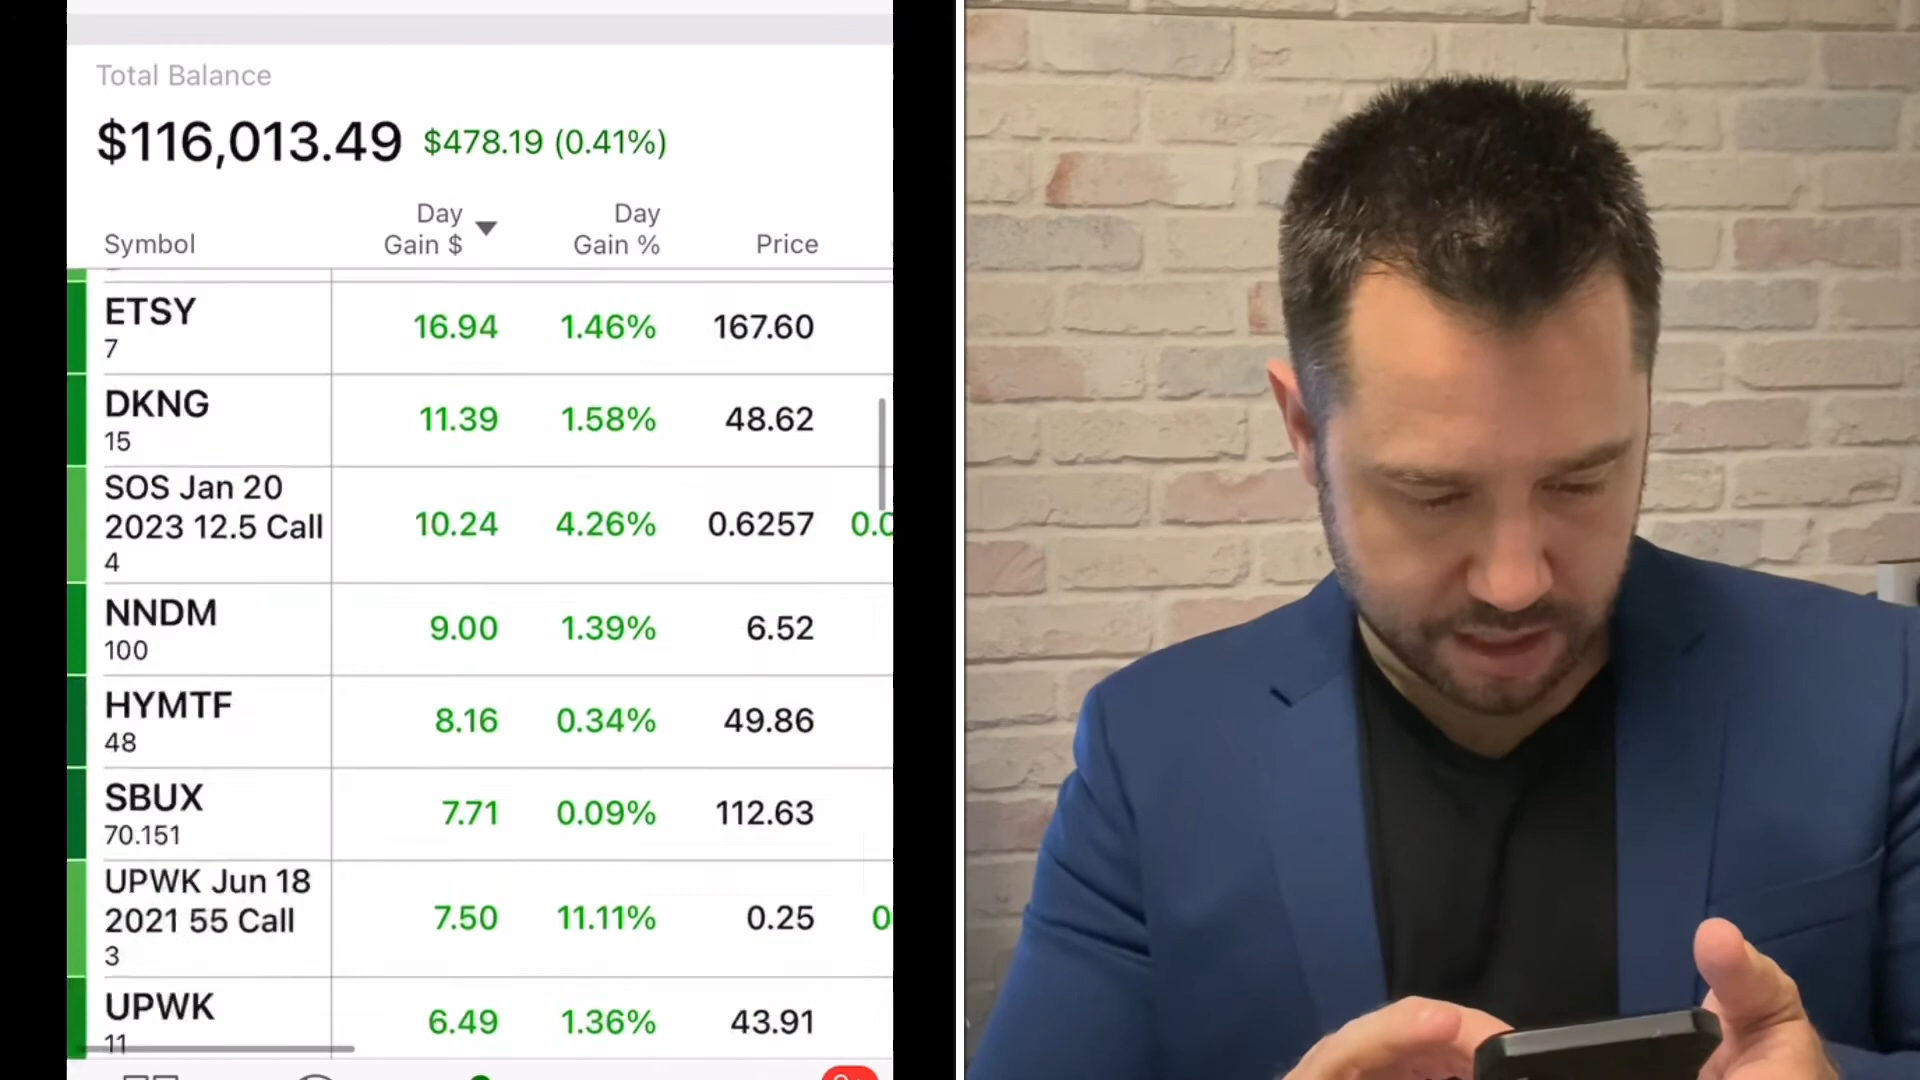 Total Balance
$116,013.49 $478.19 (0.41%)
Symbol Day Gain $ Day Gain % Price
ETSY 16.94 1.46% 167.60
7
DKNG 11.39 1.58% 48.62
15
SOS Jan 20
2023 12.5 Call 10.24 4.26% 0.6257
4
NNDM 9.00 1.39% 6.52
100
HYMTF 8.16 0.34% 49.86
48
SBUX 7.71 0.09% 112.63
70.151
UPWK Jun 18
2021 55 Call 7.50 11.11% 0.25
3
UPWK 6.49 1.36% 43.91
11